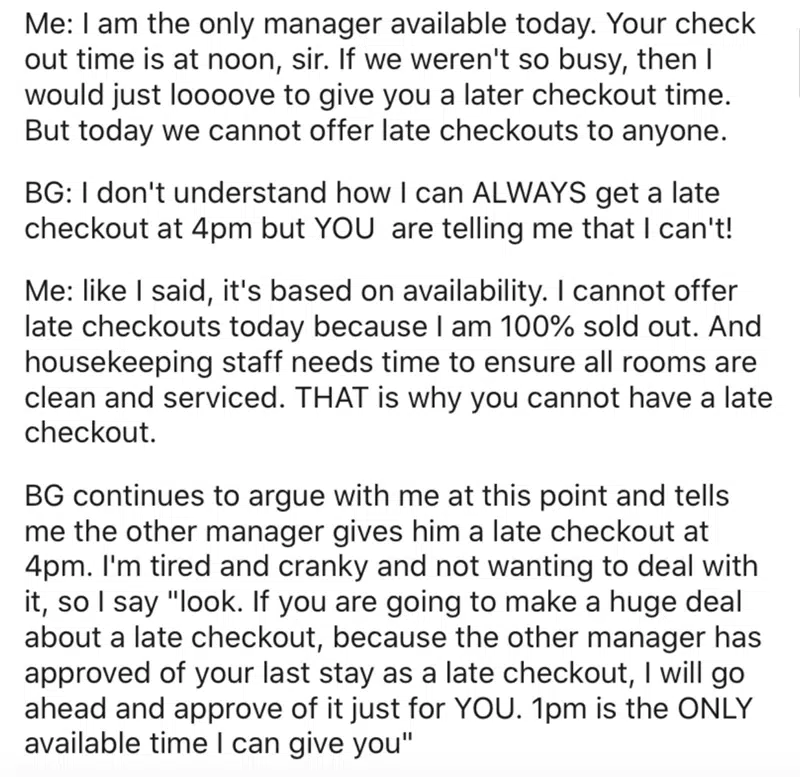 Me: I am the only manager available today. Your check
out time is at noon, sir. If we weren't so busy, then I
would just loooove to give you a later checkout time.
But today we cannot offer late checkouts to anyone.
BG: I don't understand how I can ALWAYS get a late
checkout at 4pm but YOU  are telling me that I can't!
Me: like I said, it's based on availability. I cannot offer
late checkouts today because I am 100% sold out. And
housekeeping staff needs time to ensure all rooms are
clean and serviced. THAT is why you cannot have a late
checkout.
BG continues to argue with me at this point and tells
me the other manager gives him a late checkout at
4pm. I'm tired and cranky and not wanting to deal with
it, so I say "look. If you are going to make a huge deal
about a late checkout, because the other manager has
approved of your last stay as a late checkout, I will go
ahead and approve of it just for YOU. 1pm is the ONLY
available time I can give you"